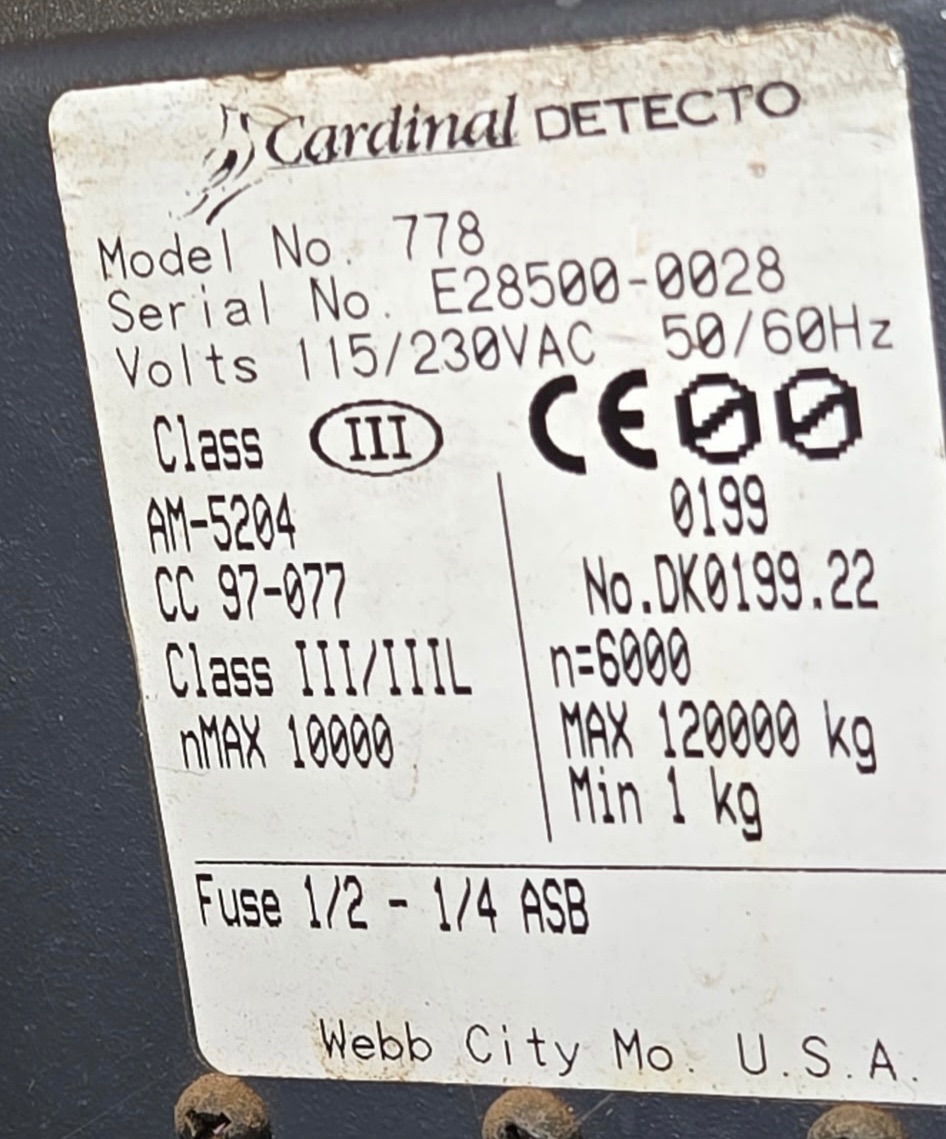 Cardinal DETECTO
Model No. 778
Serial No. E28500-0028
Volts 115/230VAC 50/60Hz
Class III CE00
AM-5204
CC 97-077
Class III/IIIL
nMAX 10000
0199
No.DK0199.22
n=6000
MAX 120000 kg
Min 1 kg
Fuse 1/2 - 1/4 ASB
Webb City Mo. U.S.A.